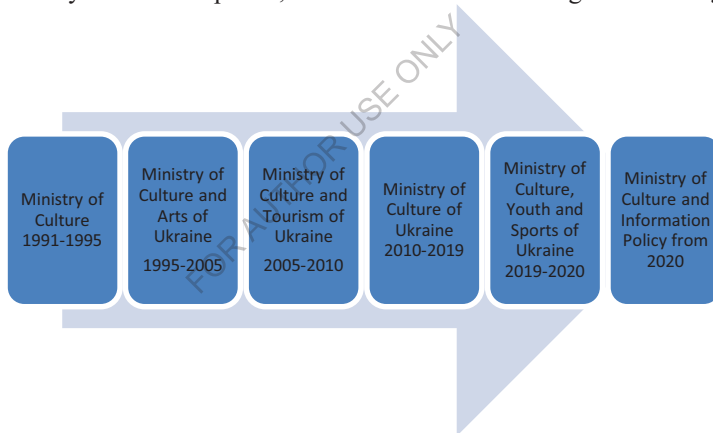 Ministry of
Culture
1991-1995
Ministry of
Culture and
Arts of
Ukraine
1995-2005
Ministry of
Culture and
Tourism of
Ukraine
2005-2010
Ministry of
Culture of
Ukraine
2010-2019
Ministry of
Culture,
Youth and
Sports of
Ukraine
2019-2020
Ministry of
Culture and
Information
Policy from
2020
FOR AUTHOR USE ONLY